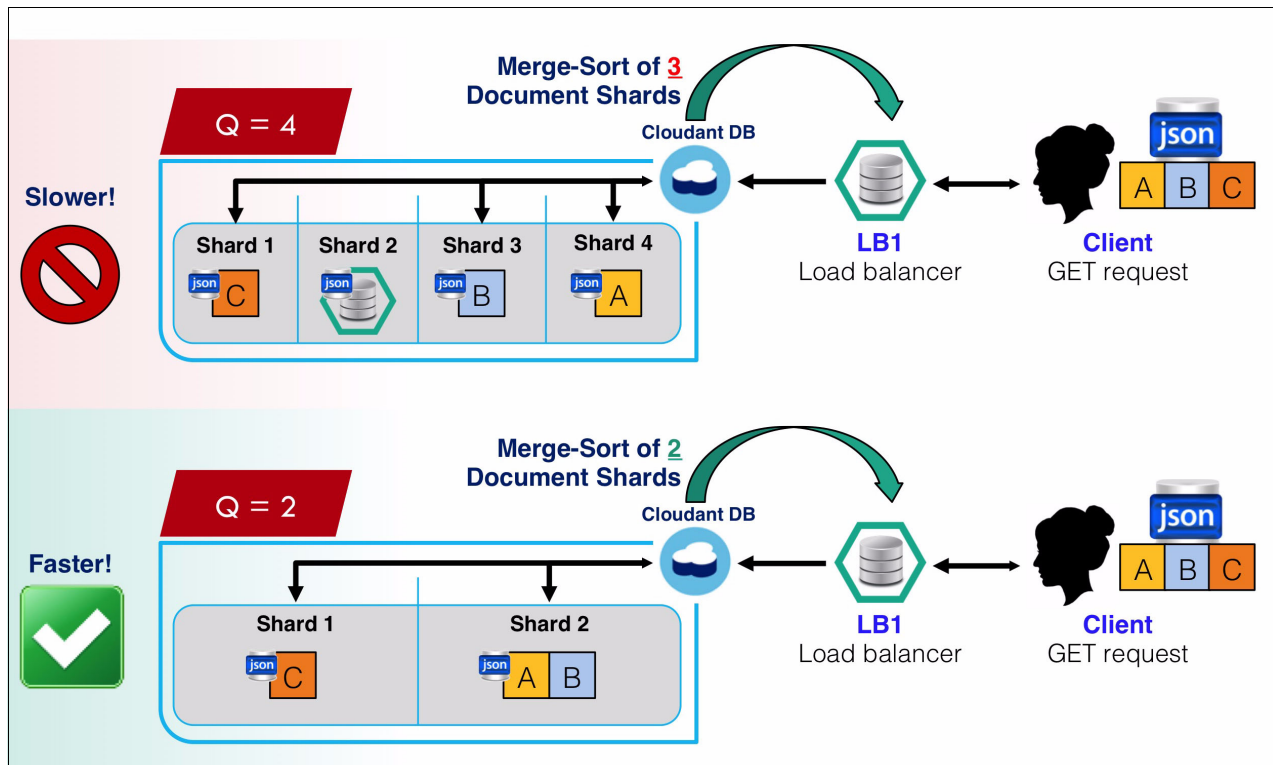 Merge-Sort of 3
Document Shards
Q = 4
Cloudant DB
json
A B C
Slower!
Shard 1
Shard 2
Shard 3
Shard 4
json
C
json
json
B
json
A
LB1
Load balancer
Client
GET request
Merge-Sort of 2
Document Shards
Q = 2
Cloudant DB
json
A B C
Faster!
Shard 1
Shard 2
json
C
json
A B
LB1
Load balancer
Client
GET request